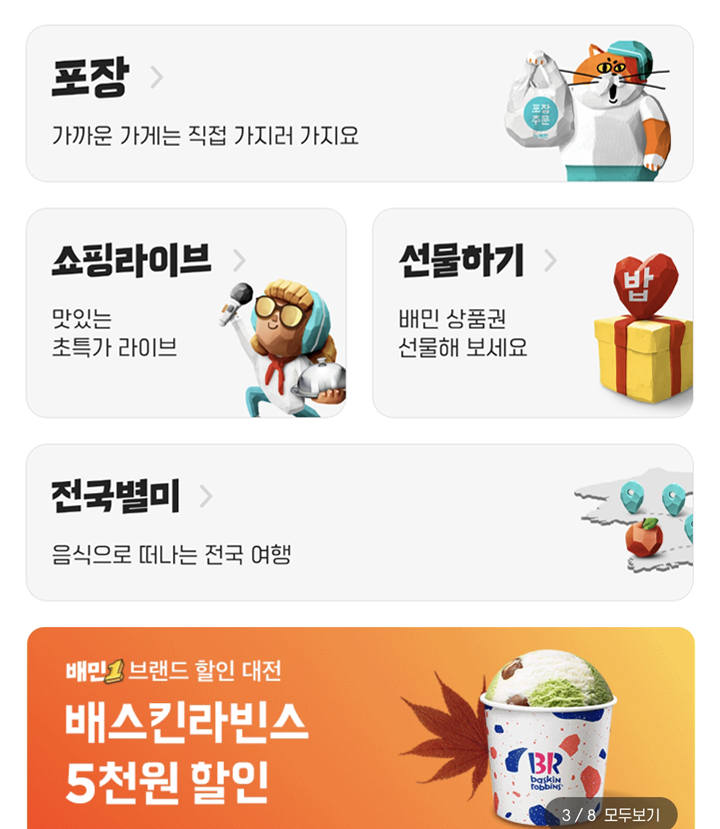 포장
가까운 가게는 직접 가지러 가지요
포장
주문
쇼핑라이브
맛있는
초특가 라이브
선물하기
배민 상품권
선물해 보세요
밥
전국별미
음식으로 떠나는 전국 여행
배민1 브랜드 할인 대전
배스킨라빈스
5천원 할인
BR
baskin
robbins
3 / 8 모두보기